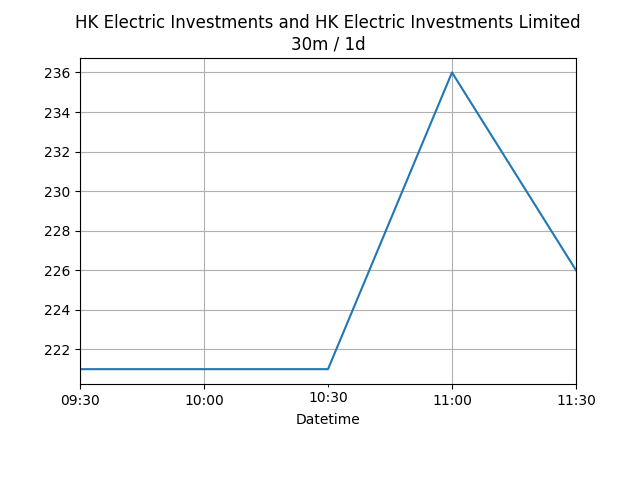 HK Electric Investments and HK Electric Investments Limited
30m / 1d
236
234
232
230
228
226
224
222
09:30 10:00 10:30 11:00 11:30
Datetime